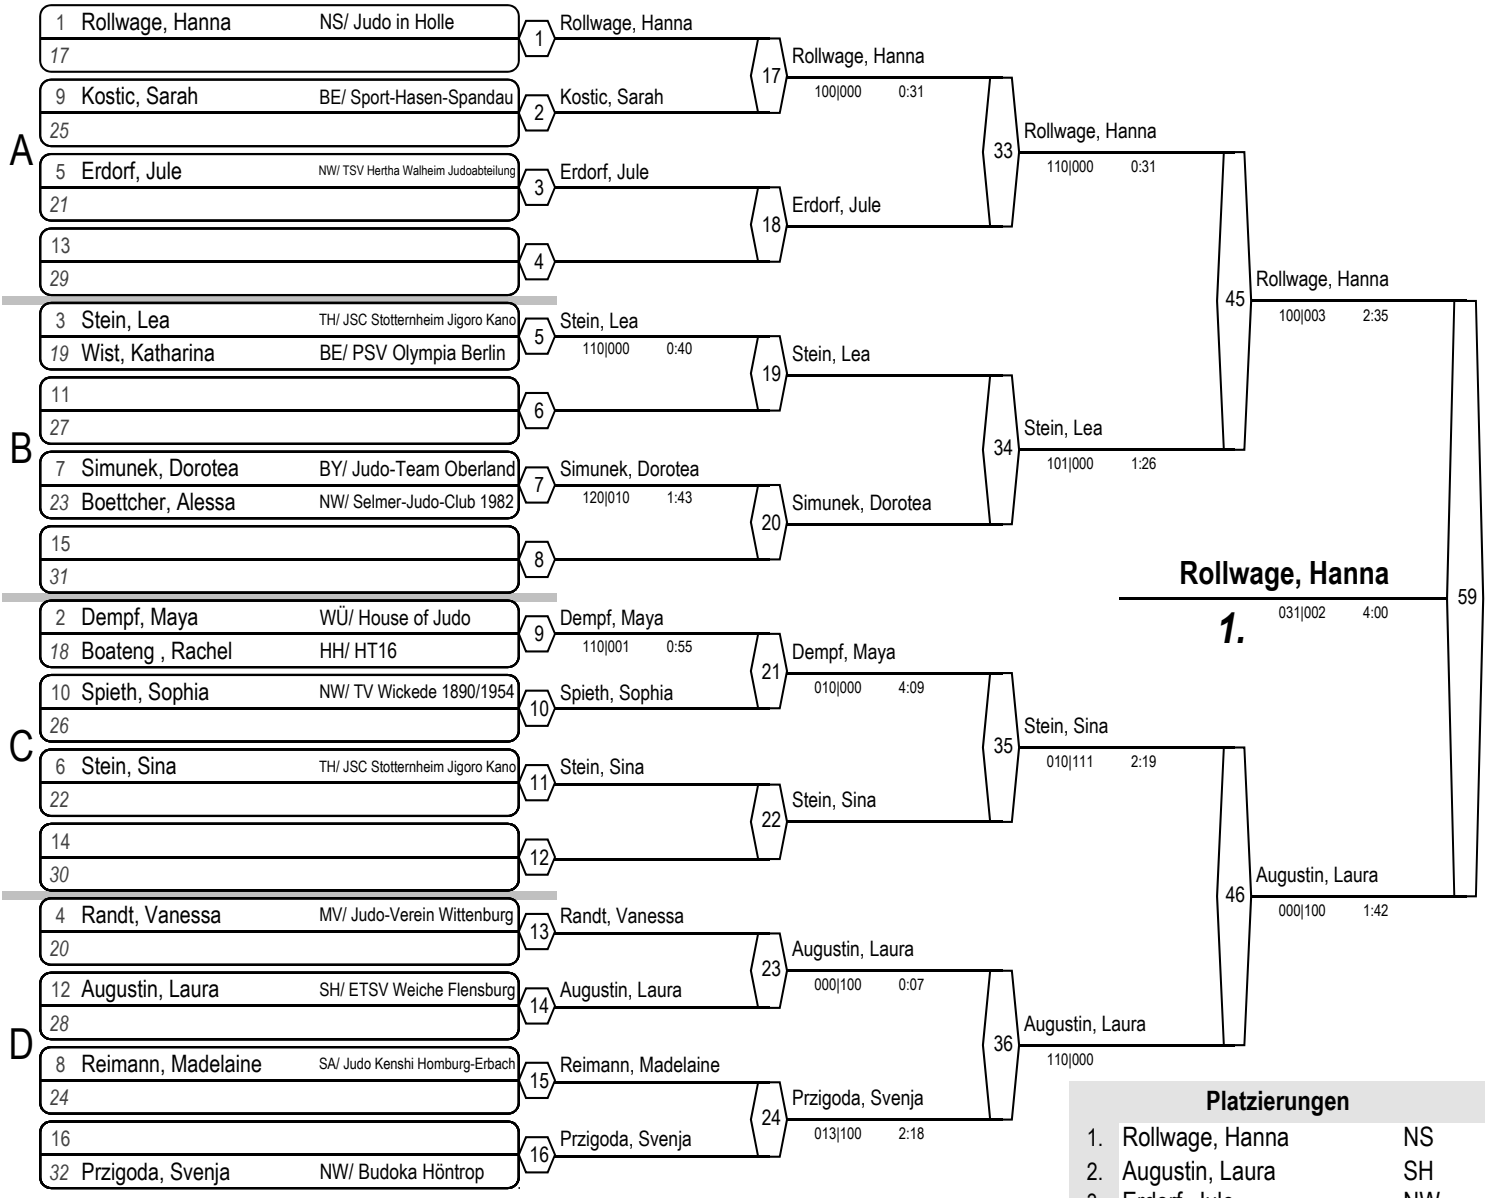 1 Rollwage, Hanna NS/ Judo in Holle
17
9 Kostic, Sarah BE/ Sport-Hasen-Spandau
25
A
5 Erdorf, Jule NW/ TSV Hertha Walheim Judoabteilung
21
13
29
3 Stein, Lea TH/ JSC Stotternheim Jigoro Kano
19 Wist, Katharina BE/ PSV Olympia Berlin
11
27
B
7 Simunek, Dorotea BY/ Judo-Team Oberland
23 Boettcher, Alessa NW/ Selmer-Judo-Club 1982
15
31
2 Dempf, Maya WÜ/ House of Judo
18 Boateng , Rachel HH/ HT16
10 Spieth, Sophia NW/ TV Wickede 1890/1954
26
C
6 Stein, Sina TH/ JSC Stotternheim Jigoro Kano
22
14
30
4 Randt, Vanessa MV/ Judo-Verein Wittenburg
20
12 Augustin, Laura SH/ ETSV Weiche Flensburg
28
D
8 Reimann, Madelaine SA/ Judo Kenshi Homburg-Erbach
24
16
32 Przigoda, Svenja NW/ Budoka Höntrop
1 Rollwage, Hanna
2 Kostic, Sarah
3 Erdorf, Jule
4
5 Stein, Lea
110|000 0:40
6
7 Simunek, Dorotea
120|010 1:43
8
9 Dempf, Maya
110|001 0:55
10 Spieth, Sophia
11 Stein, Sina
12
13 Randt, Vanessa
14 Augustin, Laura
15 Reimann, Madelaine
16 Przigoda, Svenja
17 Rollwage, Hanna
100|000 0:31
18 Erdorf, Jule
19 Stein, Lea
20 Simunek, Dorotea
21 Dempf, Maya
010|000 4:09
22 Stein, Sina
23 Augustin, Laura
000|100 0:07
24 Przigoda, Svenja
013|100 2:18
33 Rollwage, Hanna
110|000 0:31
34 Stein, Lea
101|000 1:26
35 Stein, Sina
010|111 2:19
36 Augustin, Laura
110|000
45 Rollwage, Hanna
100|003 2:35
46 Augustin, Laura
000|100 1:42
Rollwage, Hanna
59
1. 031|002 4:00
Platzierungen
1. Rollwage, Hanna NS
2. Augustin, Laura SH
3. Erdorf, Jule NW